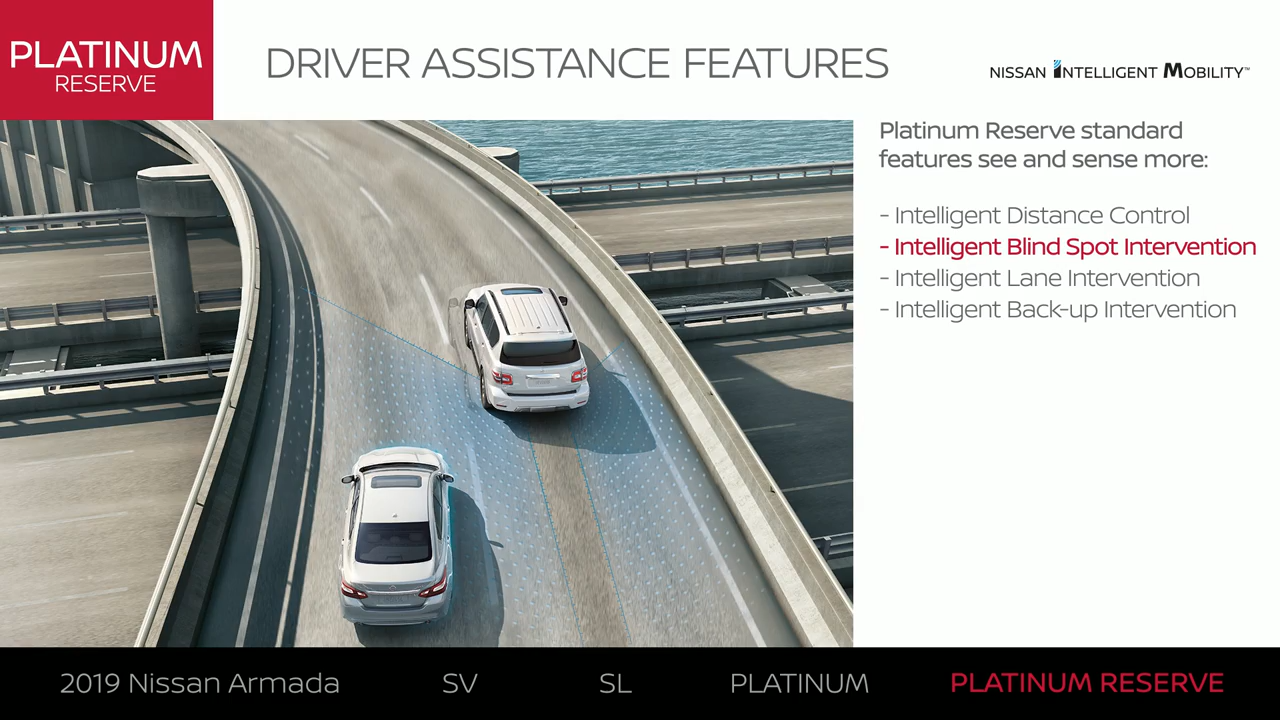 PLATINUM
RESERVE
DRIVER ASSISTANCE FEATURES
NISSAN INTELLIGENT MOBILITY™
Platinum Reserve standard
features see and sense more:
- Intelligent Distance Control
- Intelligent Blind Spot Intervention
- Intelligent Lane Intervention
- Intelligent Back-up Intervention
2019 Nissan Armada
SV
SL
PLATINUM
PLATINUM RESERVE